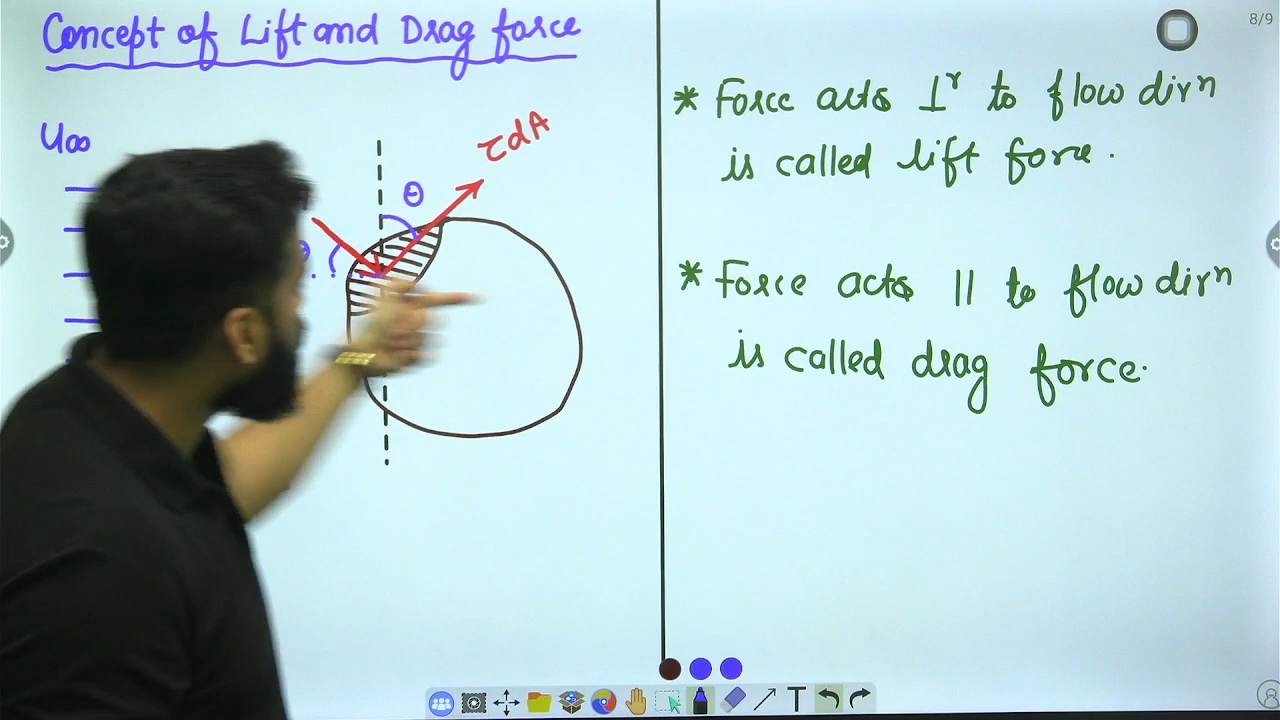 Concept of Lift and Drag force
U∞
τdA
θ
θ
* Force acts ⊥r to flow dirn
is called lift force.
* Force acts || to flow dirn
is called drag force.
8/9
T